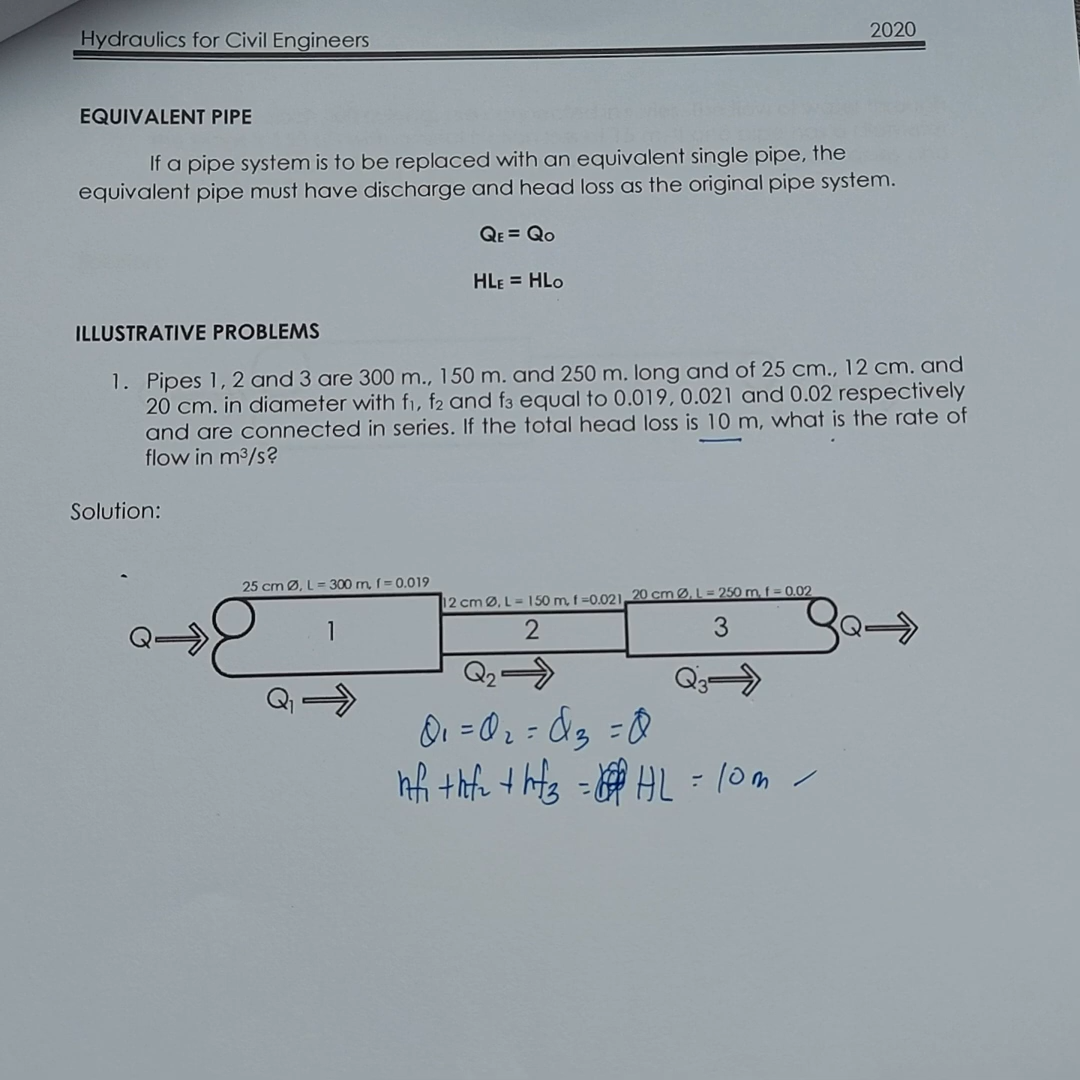 Hydraulics for Civil Engineers
2020
EQUIVALENT PIPE
If a pipe system is to be replaced with an equivalent single pipe, the
equivalent pipe must have discharge and head loss as the original pipe system.
QE = QO
HLE = HLO
ILLUSTRATIVE PROBLEMS
1. Pipes 1, 2 and 3 are 300 m., 150 m. and 250 m. long and of 25 cm., 12 cm. and
20 cm. in diameter with f₁, f₂ and f₃ equal to 0.019, 0.021 and 0.02 respectively
and are connected in series. If the total head loss is 10 m, what is the rate of
flow in m³/s?
Solution:
25 cm Ø, L = 300 m, f = 0.019
12 cm Ø, L = 150 m, f =0.021
20 cm Ø, L = 250 m, f = 0.02
Q
1
2
3
Q
Q₁
Q₂
Q₃
Q₁ = Q₂ = Q₃ = Q
hf₁ + hf₂ + hf₃ = HL = 10 m